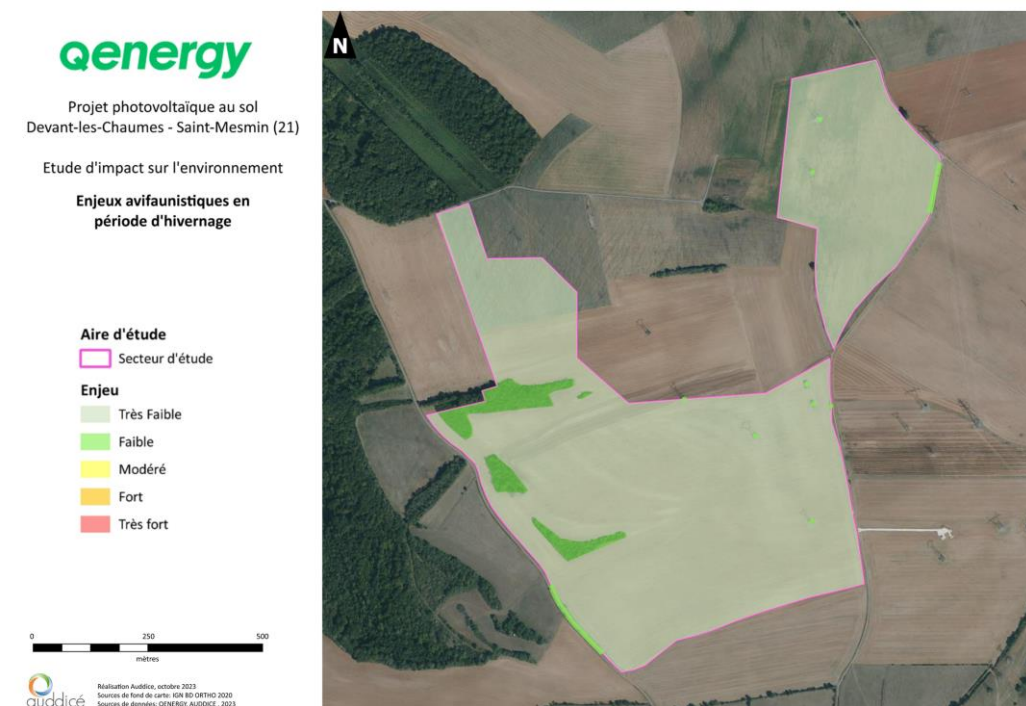 Qenergy
Projet photovoltaïque au sol
Devant-les-Chaumes - Saint-Mesmin (21)
Etude d'impact sur l'environnement
Enjeux avifaunistiques en
période d'hivernage
Aire d'étude
Secteur d'étude
Enjeu
Très Faible
Faible
Modéré
Fort
Très fort
0 250 500
mètres
auddicé
Réalisation Auddice, octobre 2023
Sources de fond de carte: IGN BD ORTHO 2020
Sources de données: QENERGY, AUDDICE , 2023
N